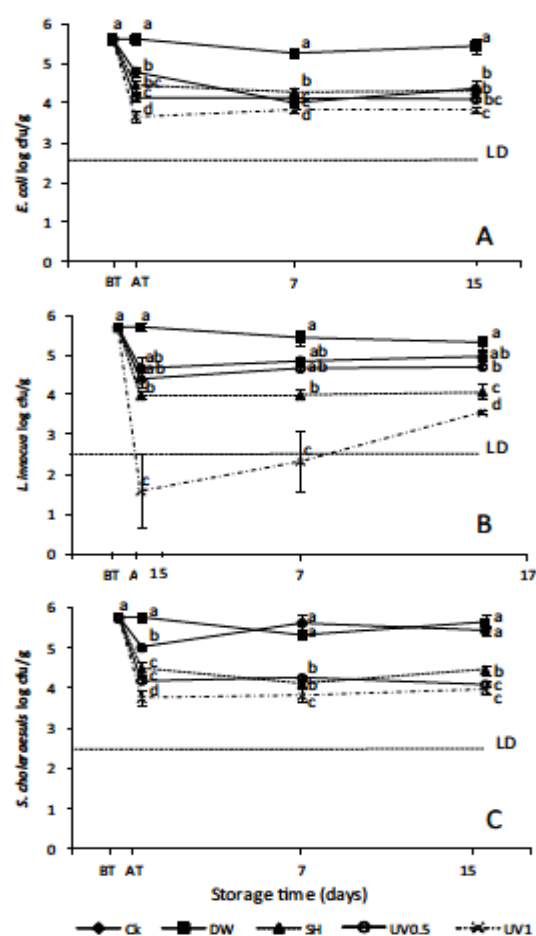 6
a a a a
5
b b b
bc b
4
c c bc
d d c
3
LD
2
1
A
0
BT AT 7 15
E. coli log cfu/g
6
a a a a
5
ab ab ab
ab ab b
4
b b c
d
3
LD
2
c c
1
B
0
BT A 15 7 17
L. innocua log cfu/g
6
a a a a
5
b a a
c b b
4
c b
d c c
3
LD
2
1
C
0
BT AT 7 15
S. choleraesuis log cfu/g
Storage time (days)
Ck DW SH UV0.5 UV1